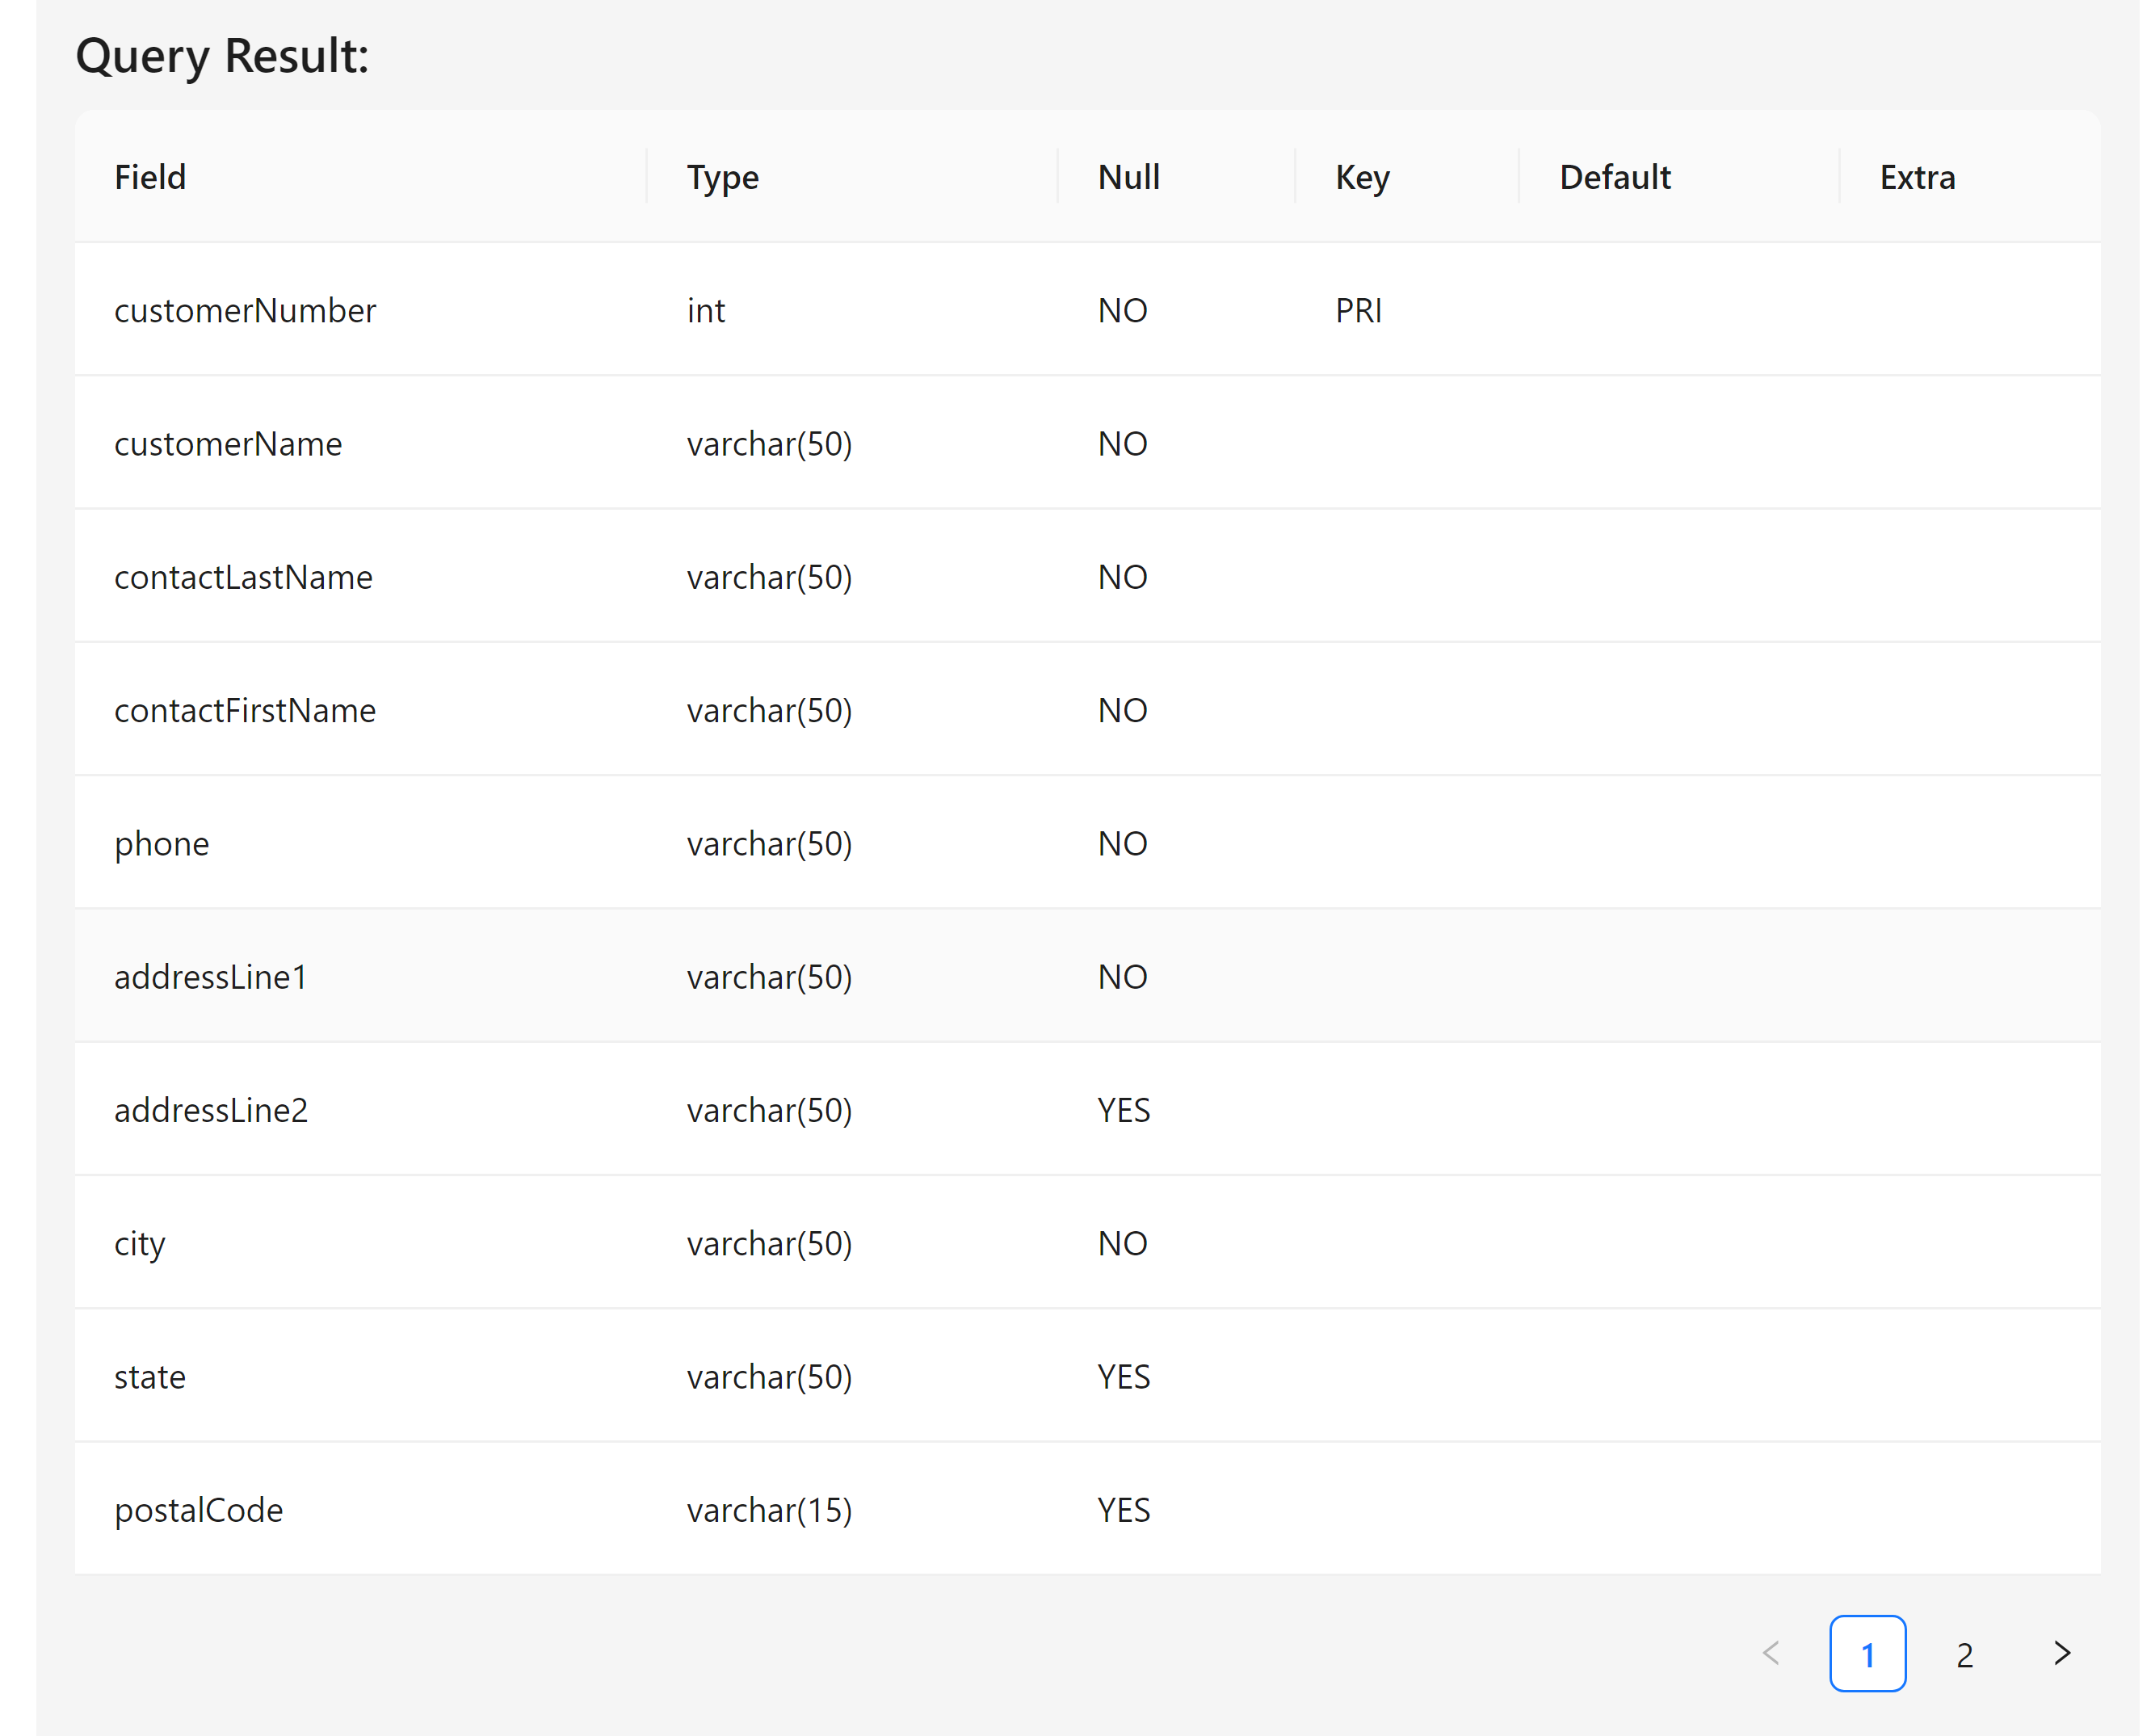 Query Result:
Field Type Null Key Default Extra
customerNumber int NO PRI
customerName varchar(50) NO
contactLastName varchar(50) NO
contactFirstName varchar(50) NO
phone varchar(50) NO
addressLine1 varchar(50) NO
addressLine2 varchar(50) YES
city varchar(50) NO
state varchar(50) YES
postalCode varchar(15) YES
< 1 2 >